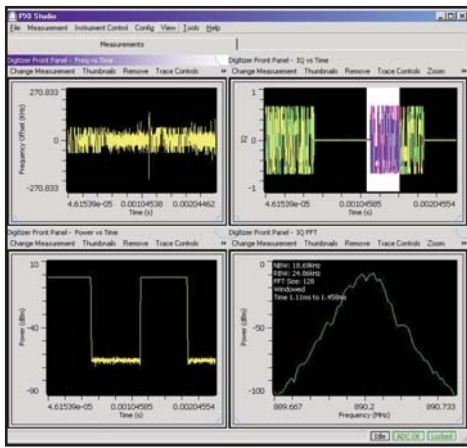 PXI Studio
File Measurement Instrument Control Config View Tools Help
Measurements
Digitizer Front Panel - Freq vs Time
Change Measurement Thumbnails Remove Trace Controls
270.833
0
-270.833
Frequency Offset (KHz)
4.61539e-05 0.00104538 0.00204462
Time (s)
Digitizer Front Panel - IQ vs Time
Change Measurement Thumbnails Remove Trace Controls Zoom
1
0
-1
IQ
4.61539e-05 0.00104538 0.00204554
Time (s)
Digitizer Front Panel - Power vs Time
Change Measurement Thumbnails Remove Trace Controls
10
-40
-90
Power (dBm)
4.61539e-05 0.00104538 0.00204554
Time (s)
Digitizer Front Panel - IQ FFT
Change Measurement Thumbnails Remove Trace Controls Zoom
NBW: 18.69kHz
RBW: 24.86kHz
FFT Size: 128
Windowed
Time 1.11ms to 1.458ms
0
-50
-100
Power (dBm)
889.667 890.2 890.733
Frequency (MHz)
Idle ADC OK Locked